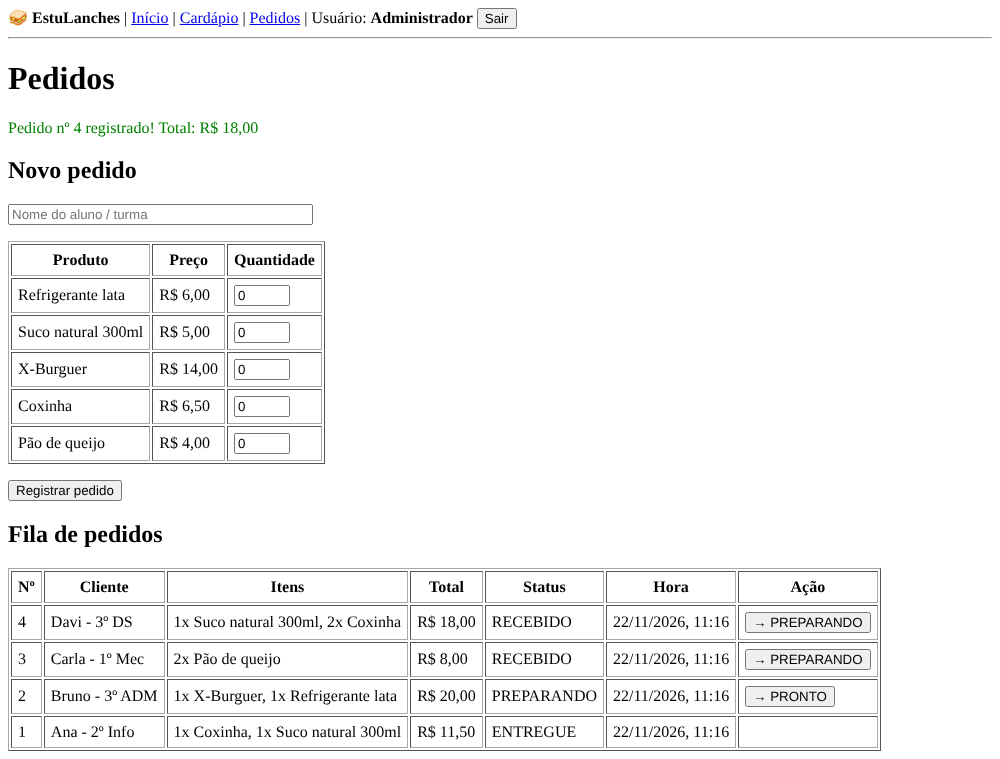 EstuLanches | Início | Cardápio | Pedidos | Usuário: Administrador Sair
Pedidos
Pedido nº 4 registrado! Total: R$ 18,00
Novo pedido
Nome do aluno / turma
Produto Preço Quantidade
Refrigerante lata R$ 6,00 0
Suco natural 300ml R$ 5,00 0
X-Burguer R$ 14,00 0
Coxinha R$ 6,50 0
Pão de queijo R$ 4,00 0
Registrar pedido
Fila de pedidos
Nº Cliente Itens Total Status Hora Ação
4 Davi - 3º DS 1x Suco natural 300ml, 2x Coxinha R$ 18,00 RECEBIDO 22/11/2026, 11:16 → PREPARANDO
3 Carla - 1º Mec 2x Pão de queijo R$ 8,00 RECEBIDO 22/11/2026, 11:16 → PREPARANDO
2 Bruno - 3º ADM 1x X-Burguer, 1x Refrigerante lata R$ 20,00 PREPARANDO 22/11/2026, 11:16 → PRONTO
1 Ana - 2º Info 1x Coxinha, 1x Suco natural 300ml R$ 11,50 ENTREGUE 22/11/2026, 11:16